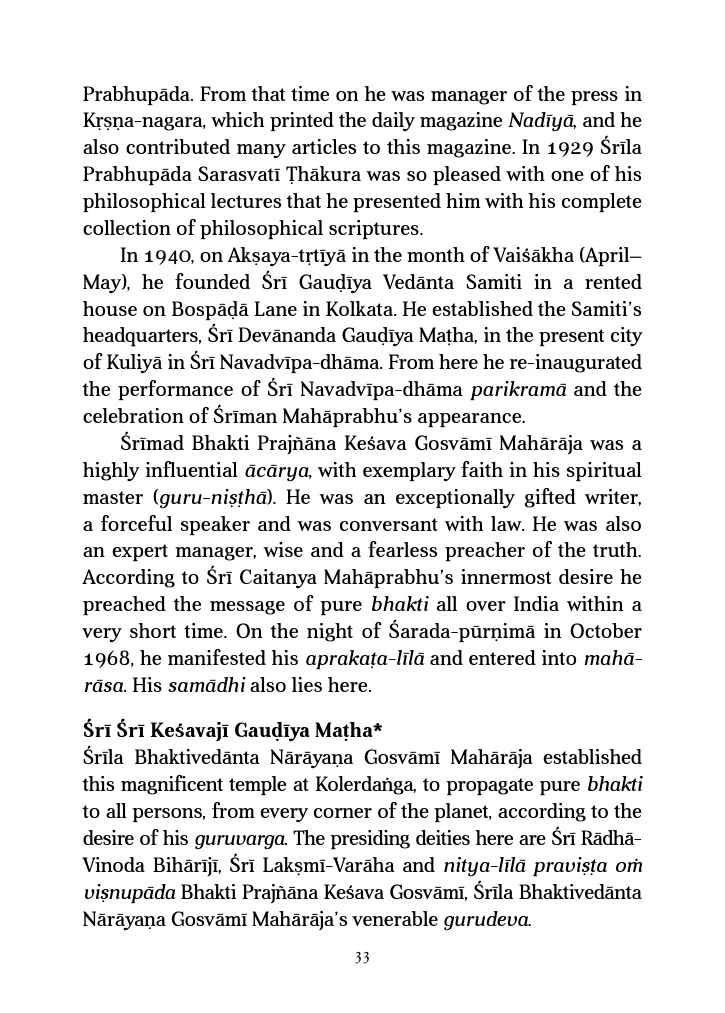 Prabhupāda. From that time on he was manager of the press in
Kṛṣṇa-nagara, which printed the daily magazine Nadīyā, and he
also contributed many articles to this magazine. In 1929 Śrīla
Prabhupāda Sarasvatī Ṭhākura was so pleased with one of his
philosophical lectures that he presented him with his complete
collection of philosophical scriptures.
In 1940, on Akṣaya-tṛtīyā in the month of Vaiśākha (April–
May), he founded Śrī Gauḍīya Vedānta Samiti in a rented
house on Bospāḍā Lane in Kolkata. He established the Samiti’s
headquarters, Śrī Devānanda Gauḍīya Maṭha, in the present city
of Kuliyā in Śrī Navadvīpa-dhāma. From here he re-inaugurated
the performance of Śrī Navadvīpa-dhāma parikramā and the
celebration of Śrīman Mahāprabhu’s appearance.
Śrīmad Bhakti Prajñāna Keśava Gosvāmī Mahārāja was a
highly influential ācārya, with exemplary faith in his spiritual
master (guru-niṣṭhā). He was an exceptionally gifted writer,
a forceful speaker and was conversant with law. He was also
an expert manager, wise and a fearless preacher of the truth.
According to Śrī Caitanya Mahāprabhu’s innermost desire he
preached the message of pure bhakti all over India within a
very short time. On the night of Śarada-pūrṇimā in October
1968, he manifested his aprakaṭa-līlā and entered into mahā-
rāsa. His samādhi also lies here.
Śrī Śrī Keśavajī Gauḍīya Maṭha*
Śrīla Bhaktivedānta Nārāyaṇa Gosvāmī Mahārāja established
this magnificent temple at Kolerdaṅga, to propagate pure bhakti
to all persons, from every corner of the planet, according to the
desire of his guruvarga. The presiding deities here are Śrī Rādhā-
Vinoda Bihārījī, Śrī Lakṣmī-Varāha and nitya-līlā praviṣṭa oṁ
viṣnupāda Bhakti Prajñāna Keśava Gosvāmī, Śrīla Bhaktivedānta
Nārāyaṇa Gosvāmī Mahārāja’s venerable gurudeva.
33